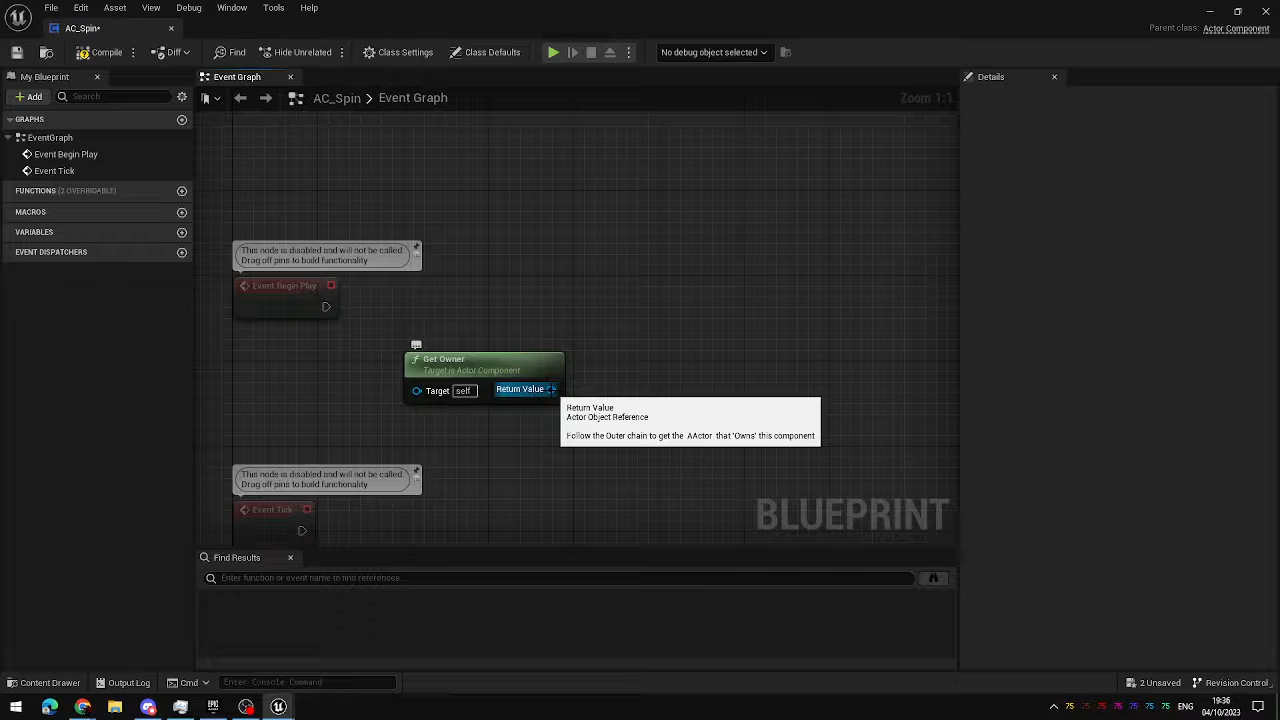 File Edit Asset View Debug Window Tools Help
AC_Spin•
Parent class: Actor Component
Compile Diff Find Hide Unrelated Class Settings Class Defaults No debug object selected
My Blueprint Event Graph Details
Add Search AC_Spin > Event Graph Zoom 1:1
GRAPHS
EventGraph
Event Begin Play
Event Tick
FUNCTIONS (2 OVERRIDABLE)
MACROS
VARIABLES
EVENT DISPATCHERS
This node is disabled and will not be called.
Drag off pins to build functionality.
Event Begin Play
Get Owner
Target is Actor Component
Target self Return Value
Return Value
Actor Object Reference
Follow the Outer chain to get the AActor that 'Owns' this component
This node is disabled and will not be called.
Drag off pins to build functionality.
Event Tick
BLUEPRINT
Find Results
Enter function or event name to find references...
Content Drawer Output Log Cmd Enter Console Command 2 Unsaved Revision Control
75 75 75 75 75 75 ENG 19:36
04/10/2023